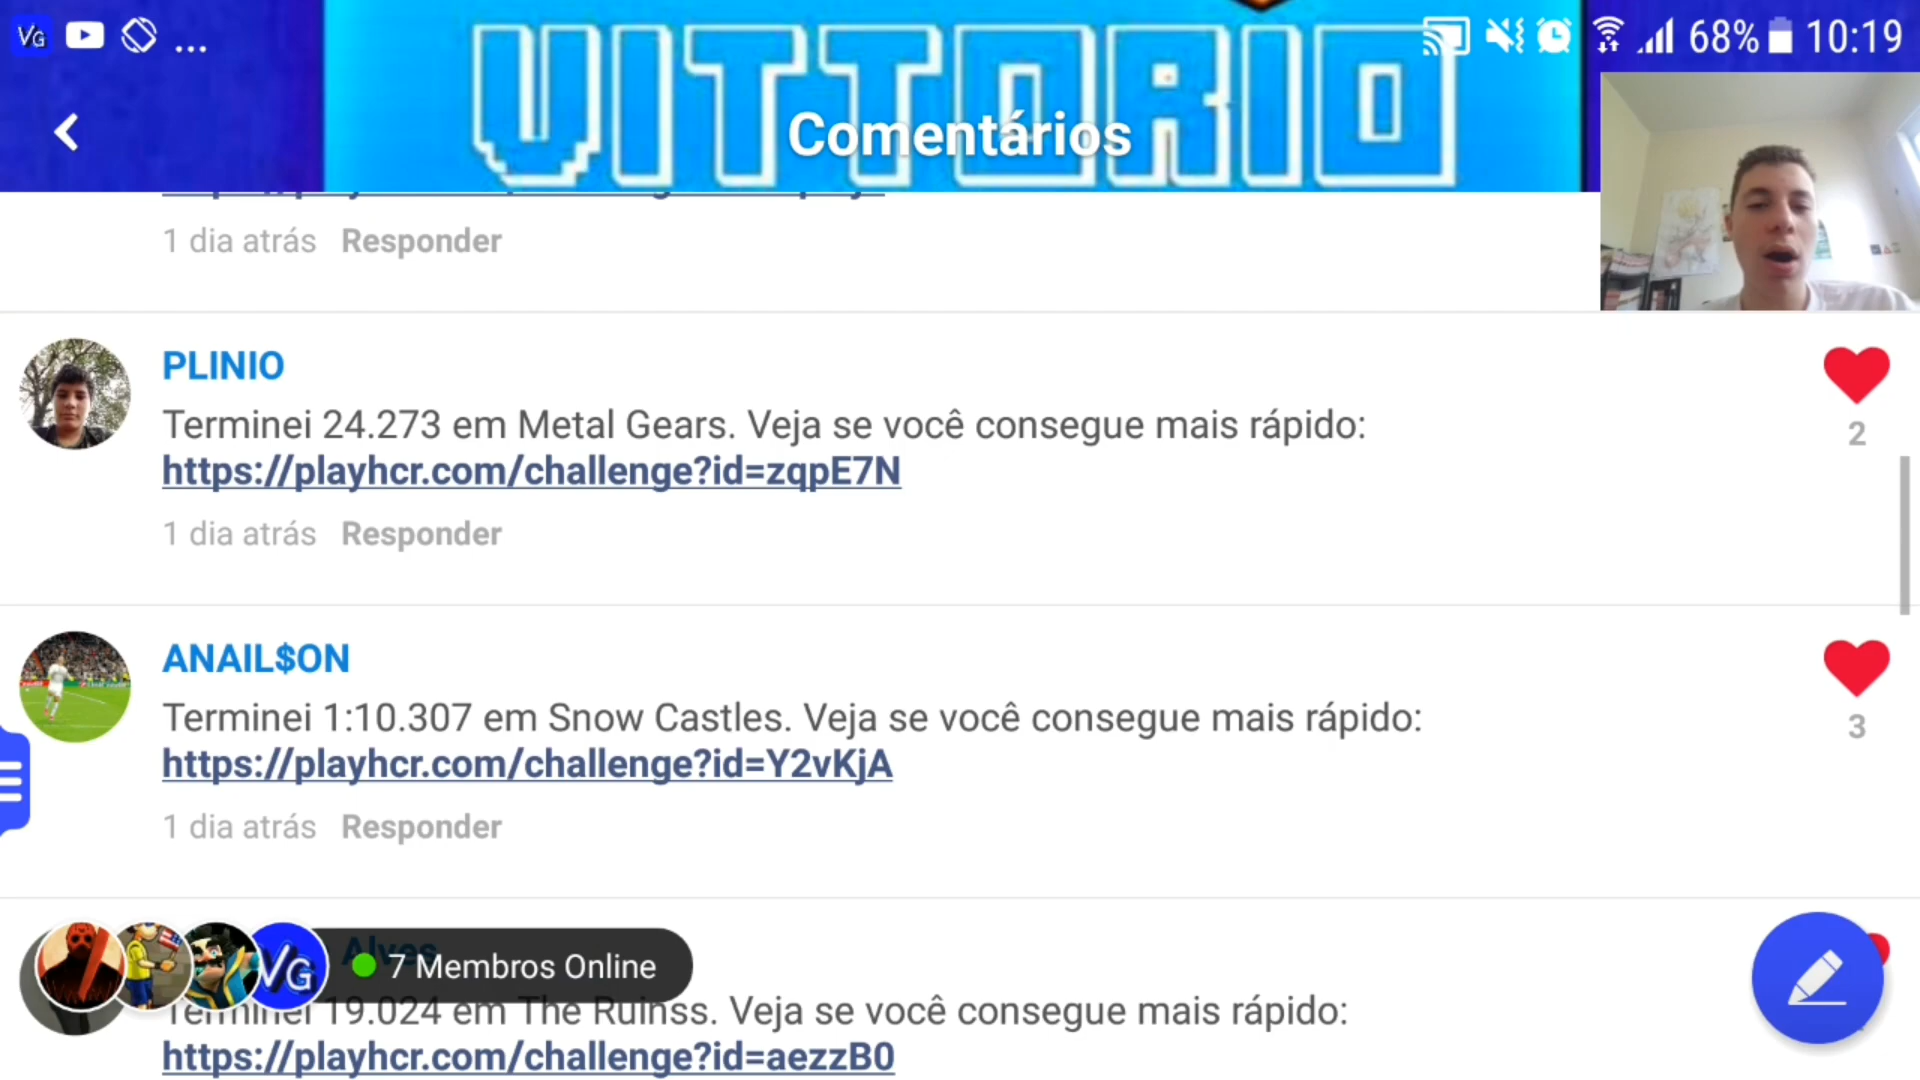 VG ... 68% 10:19
VITTORIO
Comentários
1 dia atrás Responder
PLINIO
Terminei 24.273 em Metal Gears. Veja se você consegue mais rápido:
https://playhcr.com/challenge?id=zqpE7N
2
1 dia atrás Responder
ANAIL$ON
Terminei 1:10.307 em Snow Castles. Veja se você consegue mais rápido:
https://playhcr.com/challenge?id=Y2vKjA
3
1 dia atrás Responder
Alves
VG 7 Membros Online
Terminei 19.024 em The Ruinss. Veja se você consegue mais rápido:
https://playhcr.com/challenge?id=aezzB0